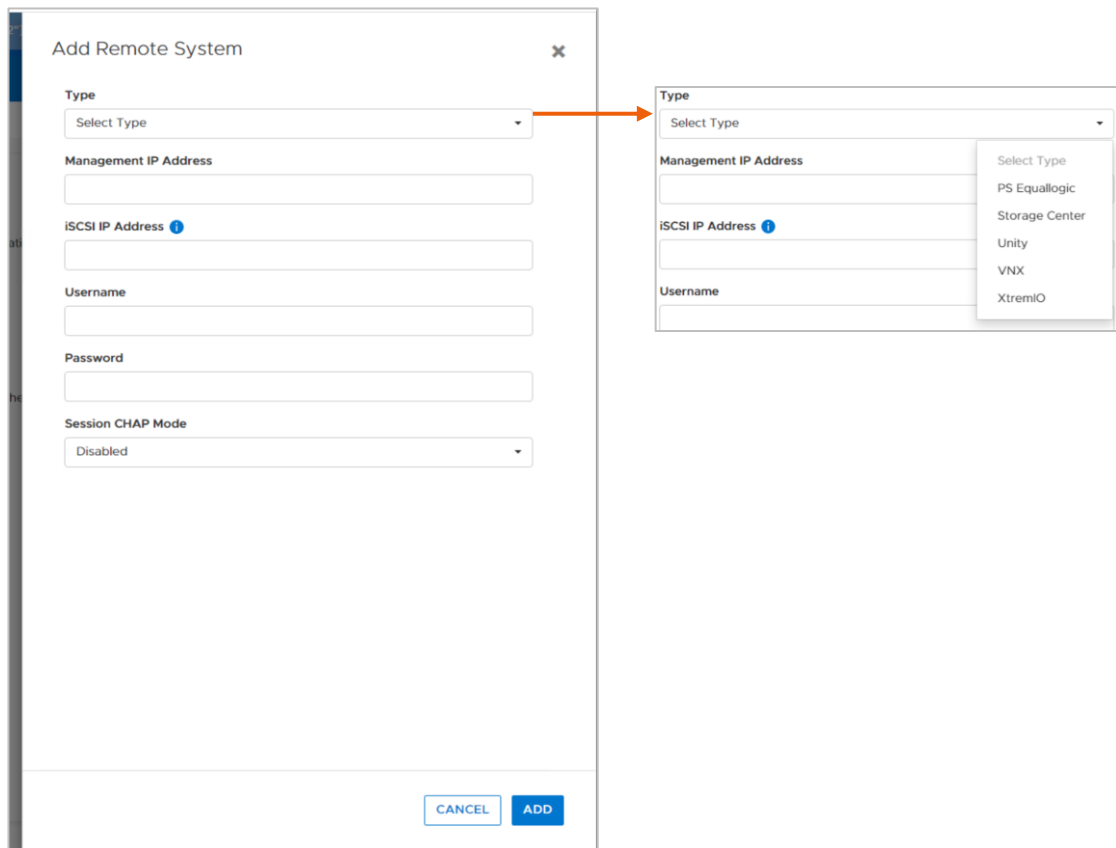 Add Remote System
Type
Select Type
Management IP Address
iSCSI IP Address
Username
Password
Session CHAP Mode
Disabled
CANCEL
ADD
Type
Select Type
Management IP Address
iSCSI IP Address
Username
Select Type
PS Equallogic
Storage Center
Unity
VNX
XtremIO